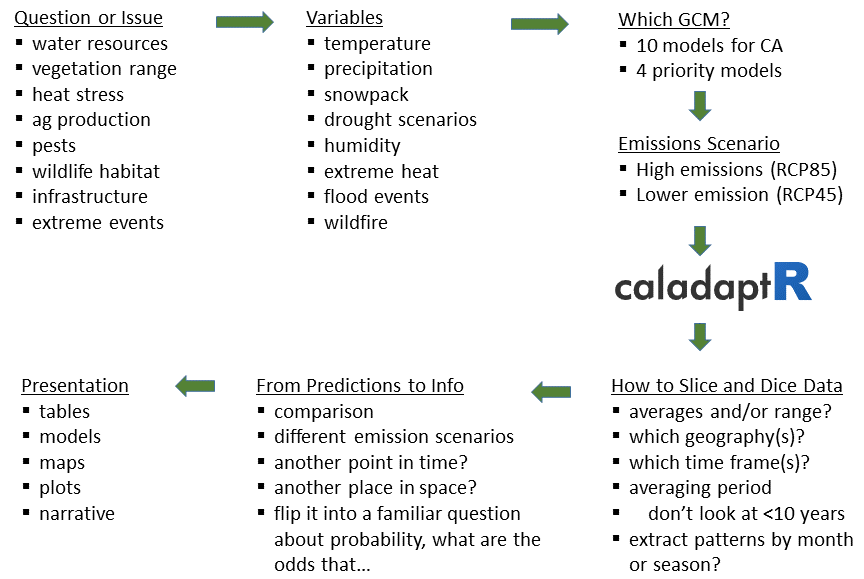 Question or Issue
▪ water resources
▪ vegetation range
▪ heat stress
▪ ag production
▪ pests
▪ wildlife habitat
▪ infrastructure
▪ extreme events
Variables
▪ temperature
▪ precipitation
▪ snowpack
▪ drought scenarios
▪ humidity
▪ extreme heat
▪ flood events
▪ wildfire
Which GCM?
▪ 10 models for CA
▪ 4 priority models
Emissions Scenario
▪ High emissions (RCP85)
▪ Lower emission (RCP45)
caladaptR
How to Slice and Dice Data
▪ averages and/or range?
▪ which geography(s)?
▪ which time frame(s)?
▪ averaging period
▪ don’t look at <10 years
▪ extract patterns by month
or season?
From Predictions to Info
▪ comparison
▪ different emission scenarios
▪ another point in time?
▪ another place in space?
▪ flip it into a familiar question
about probability, what are the
odds that…
Presentation
▪ tables
▪ models
▪ maps
▪ plots
▪ narrative